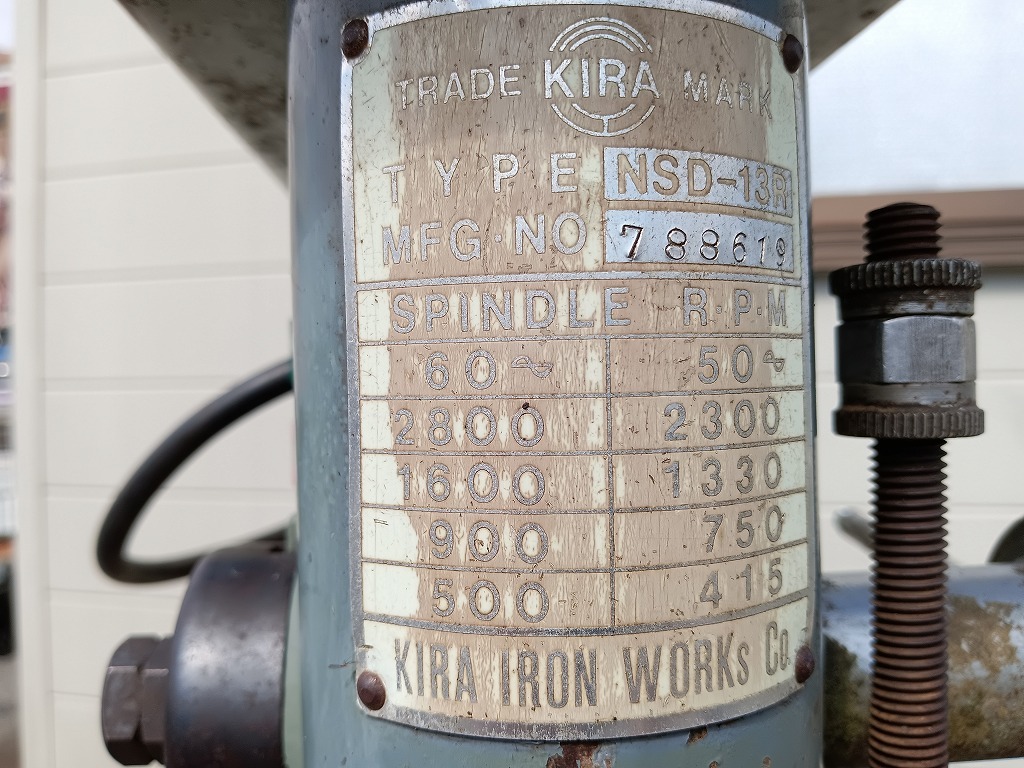 TRADE KIRA MARK
TYPE NSD-13R
MFG·NO 788619
SPINDLE R·P·M
60~ 50~
2800 2300
1600 1330
900 750
500 415
KIRA IRON WORKS Co.